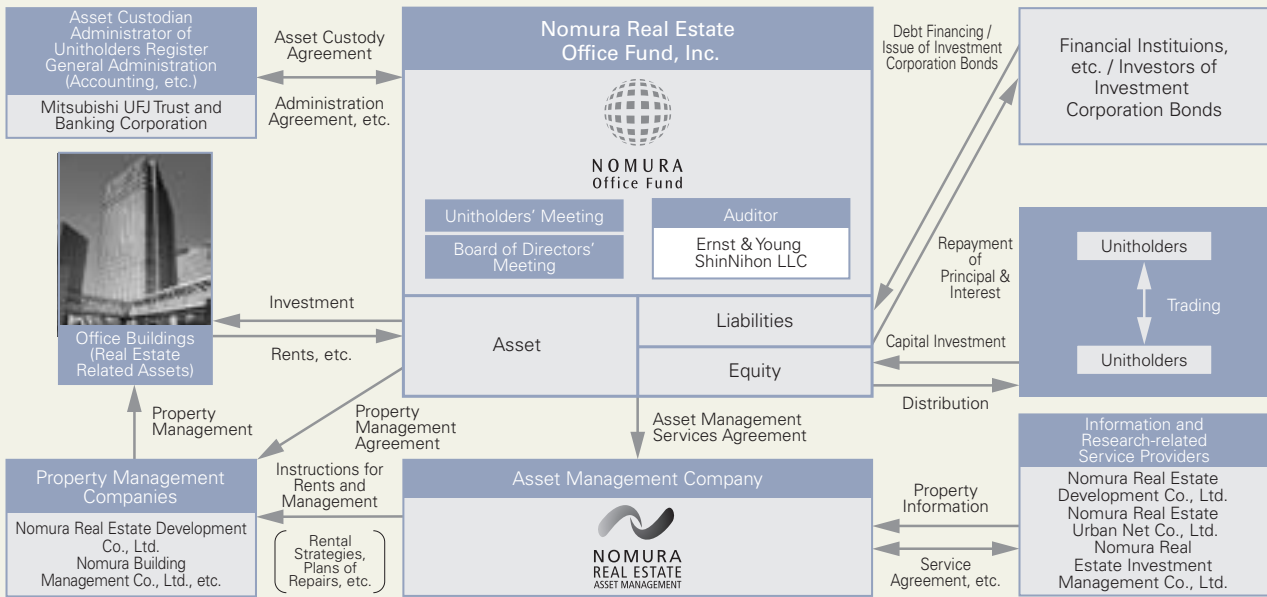 Asset Custodian
Administrator of
Unitholders Register
General Administration
(Accounting, etc.)
Mitsubishi UFJ Trust and
Banking Corporation
Asset Custody
Agreement
Administration
Agreement, etc.
Nomura Real Estate
Office Fund, Inc.
NOMURA
Office Fund
Unitholders' Meeting
Board of Directors'
Meeting
Auditor
Ernst & Young
ShinNihon LLC
Debt Financing /
Issue of Investment
Corporation Bonds
Financial Instituions,
etc. / Investors of
Investment
Corporation Bonds
Repayment
of
Principal &
Interest
Unitholders
Trading
Unitholders
Investment
Rents, etc.
Office Buildings
(Real Estate
Related Assets)
Asset
Liabilities
Equity
Capital Investment
Distribution
Property
Management
Property
Management
Agreement
Asset Management
Services Agreement
Property Management
Companies
Nomura Real Estate Development
Co., Ltd.
Nomura Building
Management Co., Ltd., etc.
Instructions for
Rents and
Management
Rental
Strategies,
Plans of
Repairs, etc.
Asset Management Company
NOMURA
REAL ESTATE
ASSET MANAGEMENT
Property
Information
Service
Agreement, etc.
Information and
Research-related
Service Providers
Nomura Real Estate
Development Co., Ltd.
Nomura Real Estate
Urban Net Co., Ltd.
Nomura Real
Estate Investment
Management Co., Ltd.